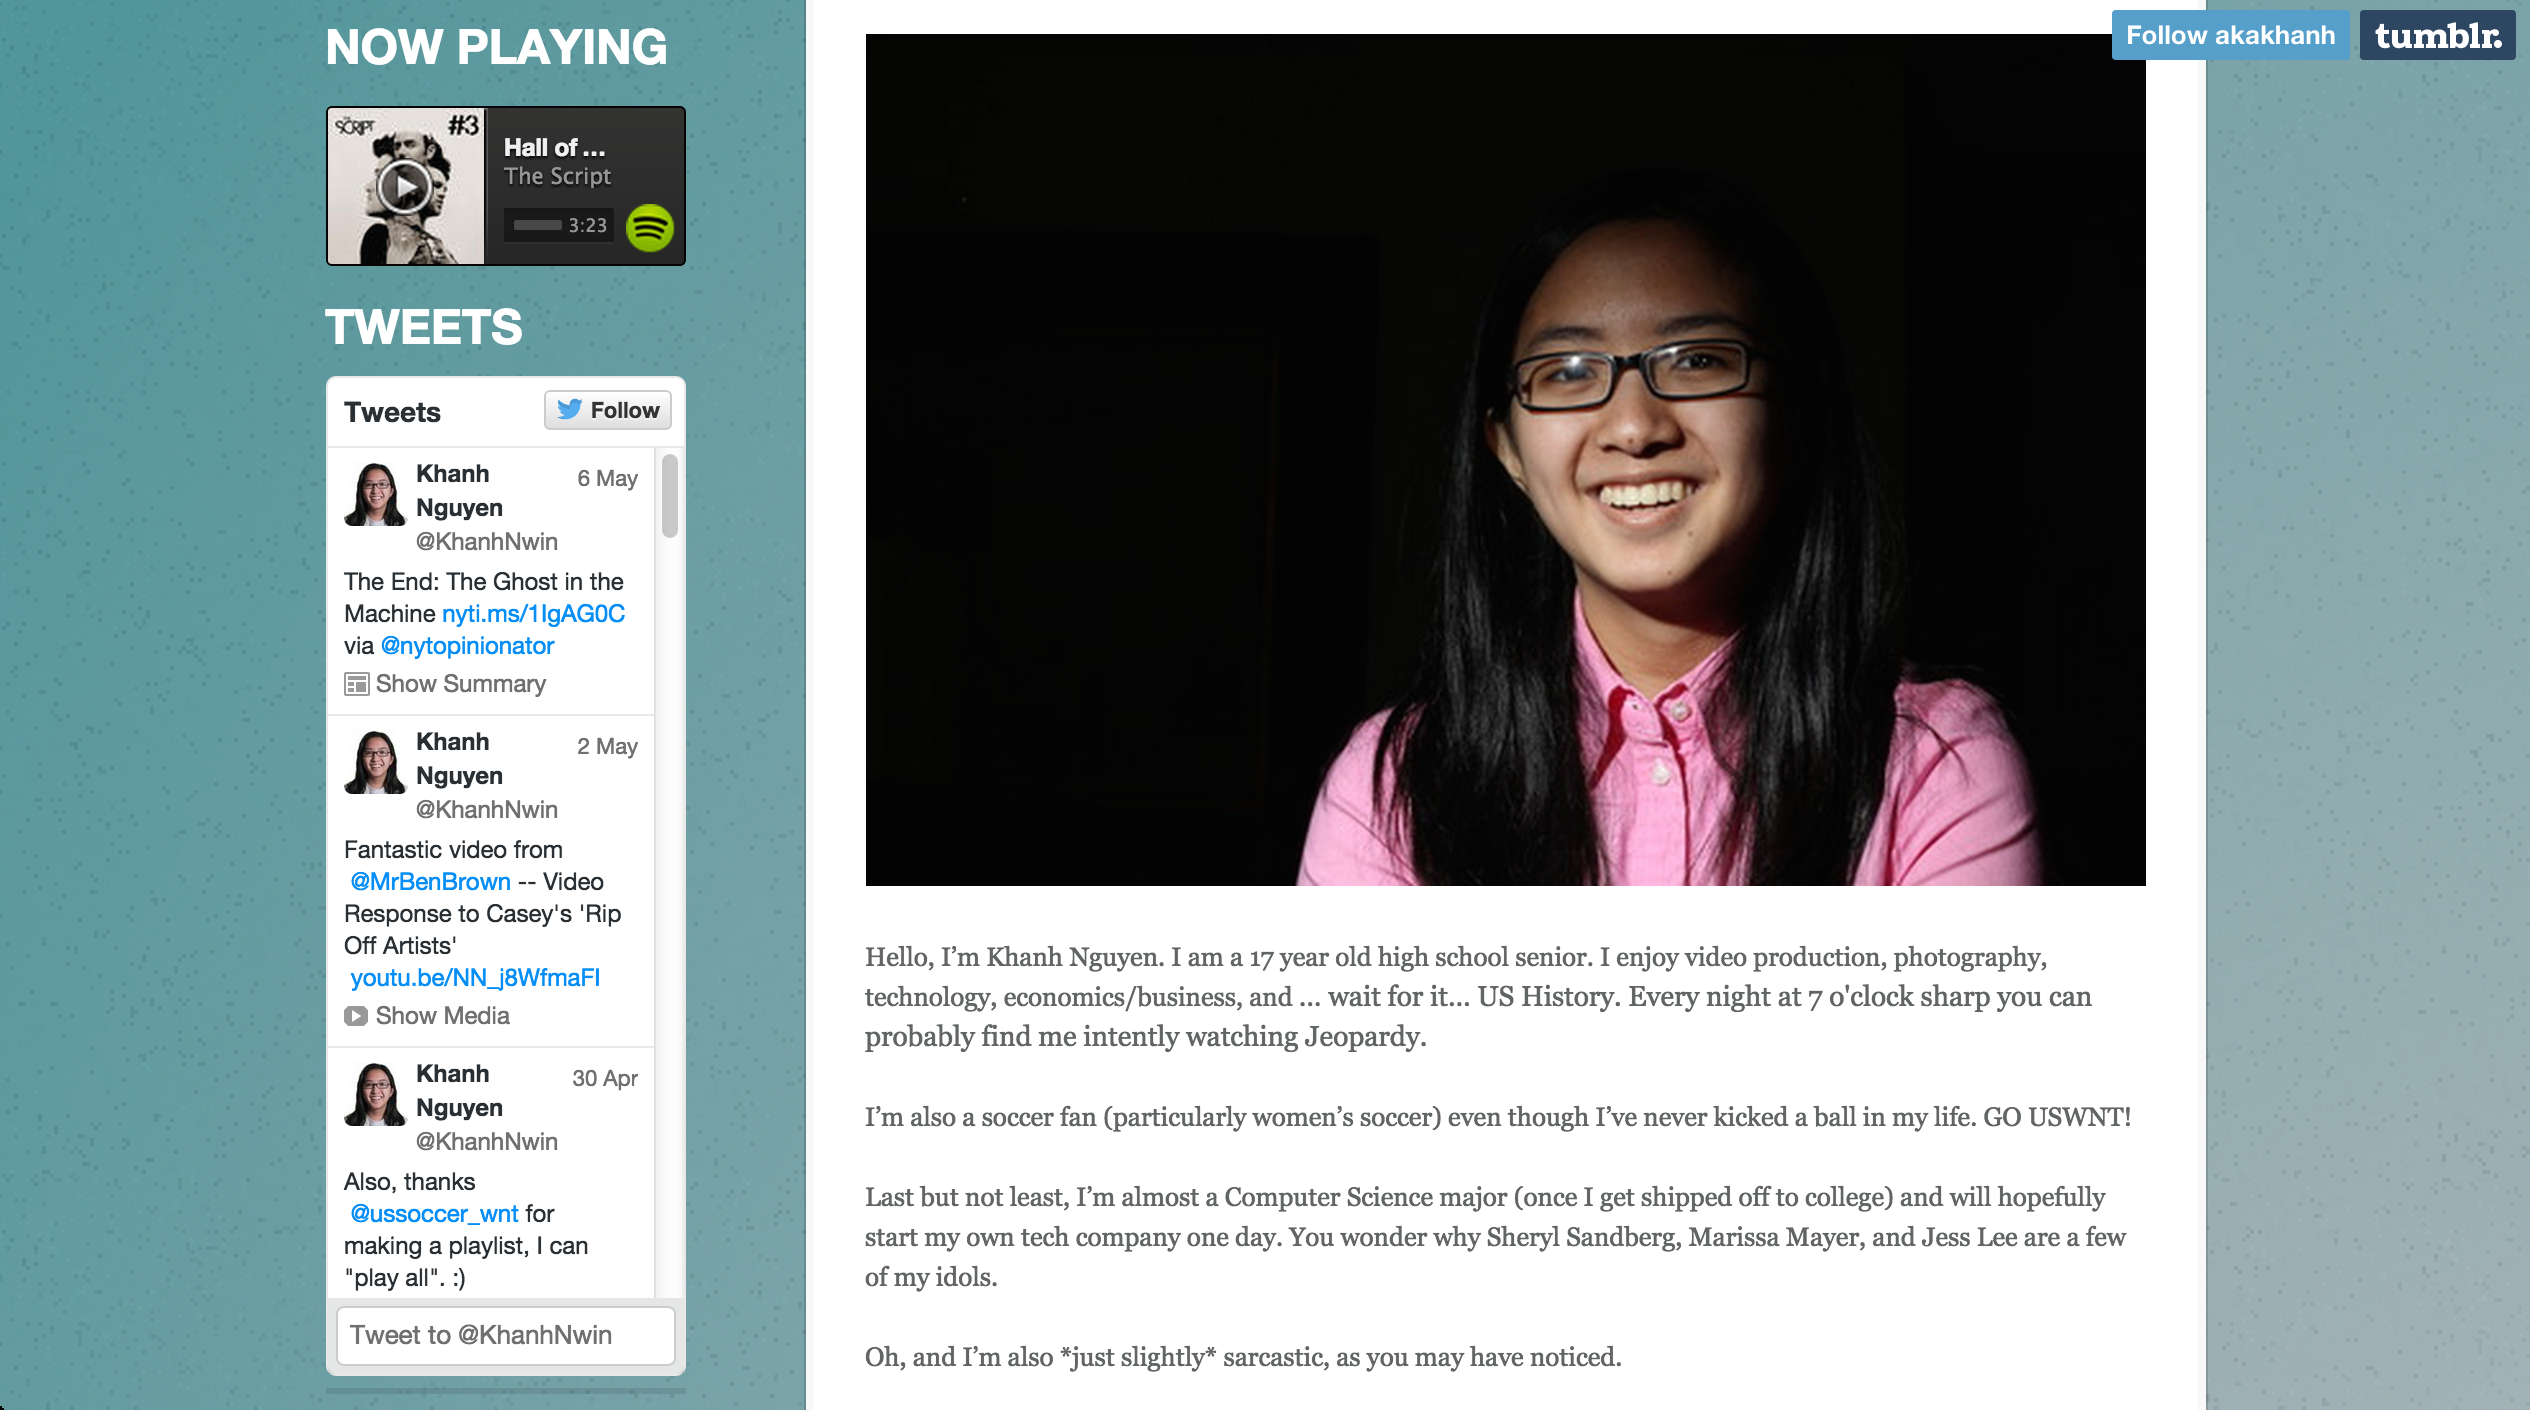 NOW PLAYING
SCRIPT #3
Hall of ...
The Script
3:23
TWEETS
Tweets
Follow
Khanh
Nguyen
6 May
@KhanhNwin
The End: The Ghost in the
Machine nyti.ms/1lgAG0C
via @nytopinionator
Show Summary
Khanh
Nguyen
2 May
@KhanhNwin
Fantastic video from
@MrBenBrown -- Video
Response to Casey's 'Rip
Off Artists'
youtu.be/NN_j8WfmaFI
Show Media
Khanh
Nguyen
30 Apr
@KhanhNwin
Also, thanks
@ussoccer_wnt for
making a playlist, I can
"play all". :)
Tweet to @KhanhNwin
Follow akakhanh
tumblr.
Hello, I’m Khanh Nguyen. I am a 17 year old high school senior. I enjoy video production, photography,
technology, economics/business, and ... wait for it... US History. Every night at 7 o'clock sharp you can
probably find me intently watching Jeopardy.
I’m also a soccer fan (particularly women’s soccer) even though I’ve never kicked a ball in my life. GO USWNT!
Last but not least, I’m almost a Computer Science major (once I get shipped off to college) and will hopefully
start my own tech company one day. You wonder why Sheryl Sandberg, Marissa Mayer, and Jess Lee are a few
of my idols.
Oh, and I’m also *just slightly* sarcastic, as you may have noticed.